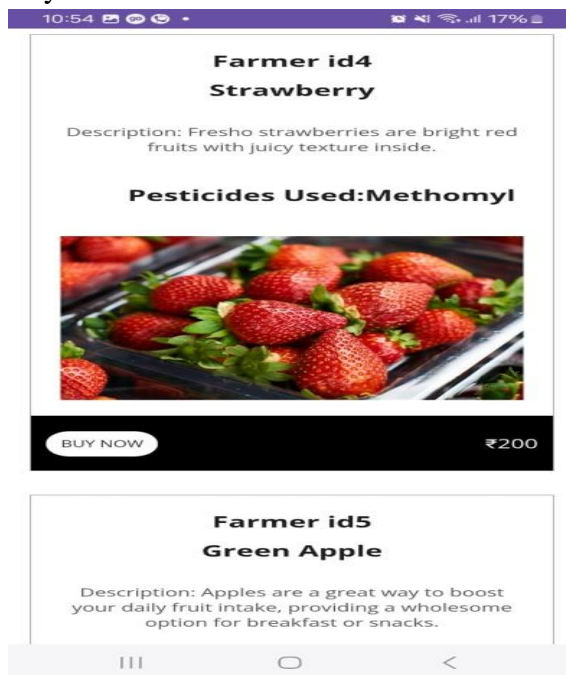 10:54
17%
Farmer id4
Strawberry
Description: Fresho strawberries are bright red
fruits with juicy texture inside.
Pesticides Used:Methomyl
BUY NOW
₹200
Farmer id5
Green Apple
Description: Apples are a great way to boost
your daily fruit intake, providing a wholesome
option for breakfast or snacks.